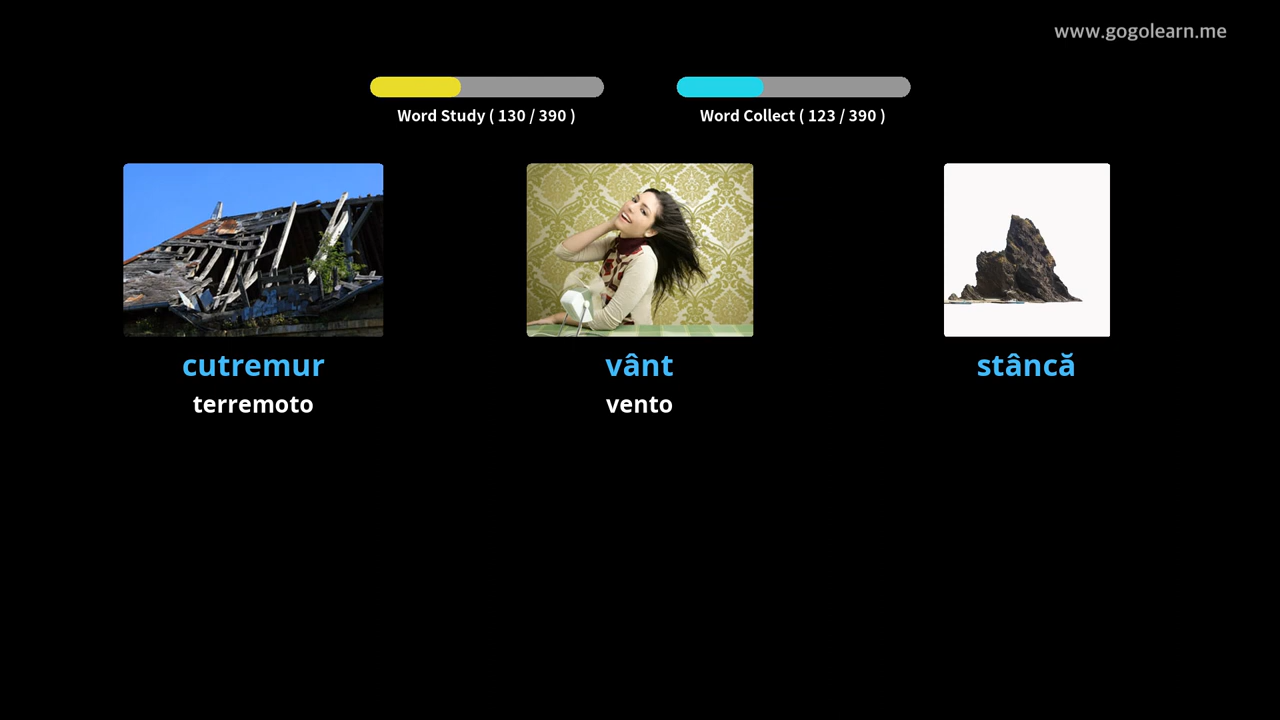 www.gogolearn.me
Word Study ( 130 / 390 )
Word Collect ( 123 / 390 )
cutremur
terremoto
vânt
vento
stâncă